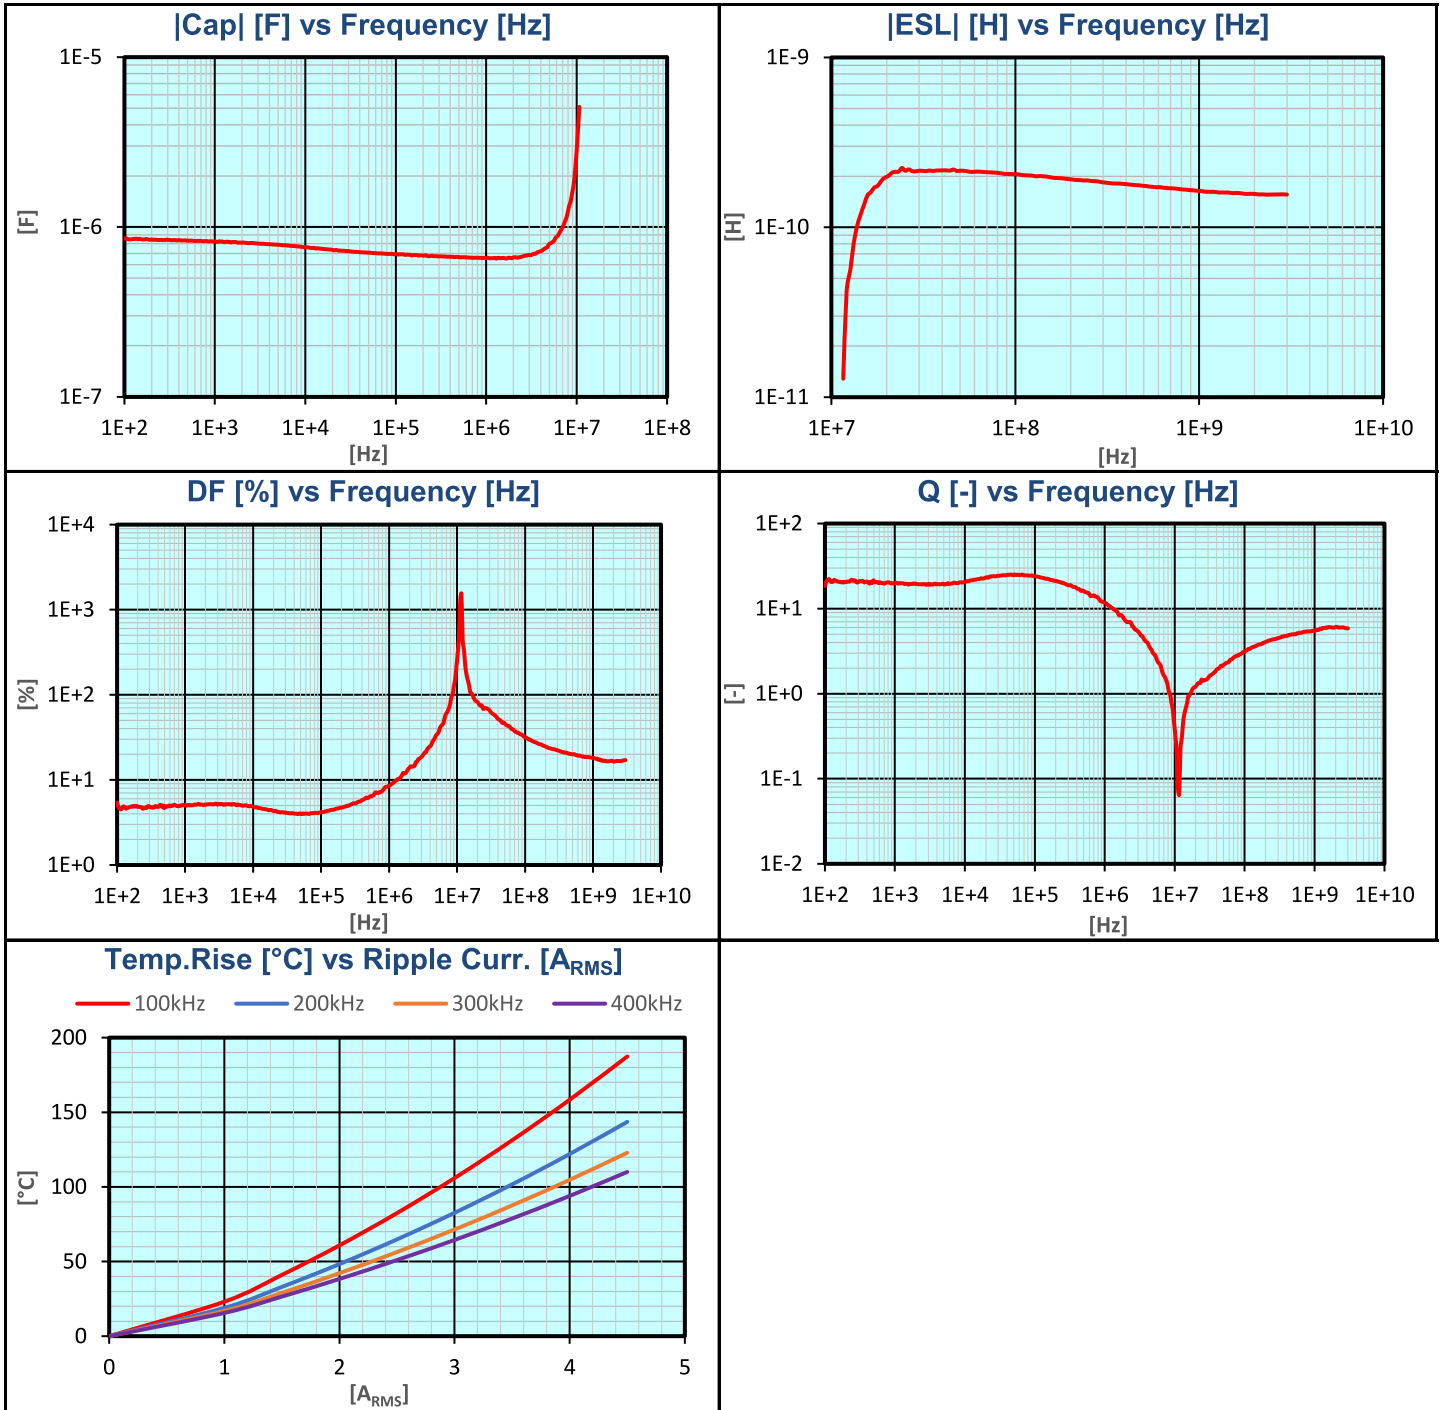 |Cap| [F] vs Frequency [Hz]
1E-5
1E-6
1E-7
[F]
1E+2 1E+3 1E+4 1E+5 1E+6 1E+7 1E+8
[Hz]
|ESL| [H] vs Frequency [Hz]
1E-9
1E-10
1E-11
[H]
1E+7 1E+8 1E+9 1E+10
[Hz]
DF [%] vs Frequency [Hz]
1E+4
1E+3
1E+2
1E+1
1E+0
[%]
1E+2 1E+3 1E+4 1E+5 1E+6 1E+7 1E+8 1E+9 1E+10
[Hz]
Q [-] vs Frequency [Hz]
1E+2
1E+1
1E+0
1E-1
1E-2
[-]
1E+2 1E+3 1E+4 1E+5 1E+6 1E+7 1E+8 1E+9 1E+10
[Hz]
Temp.Rise [°C] vs Ripple Curr. [ARMS]
100kHz 200kHz 300kHz 400kHz
200
150
100
50
0
[°C]
0 1 2 3 4 5
[ARMS]